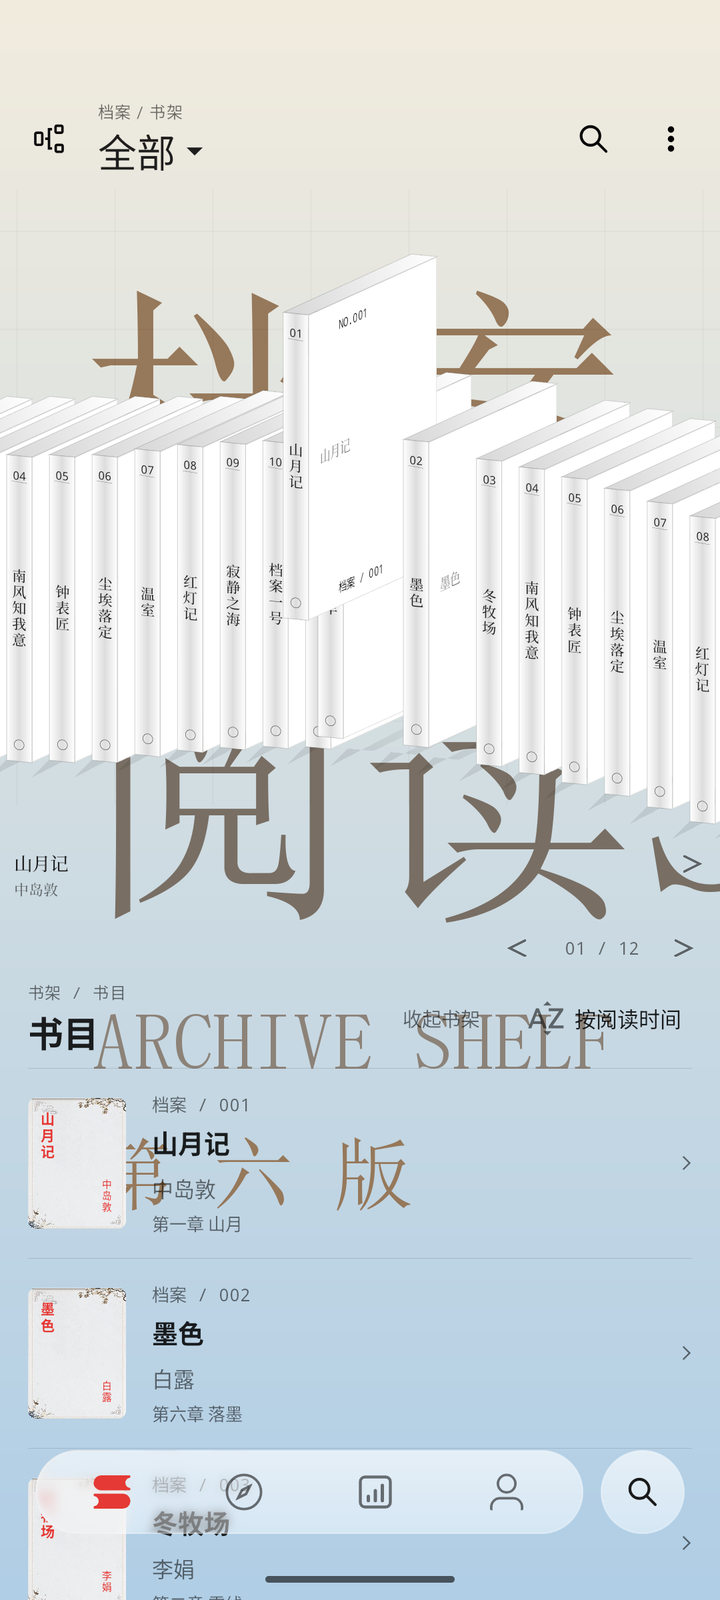 档案 / 书架
全部
档案
01
NO.001
山月记
山月记
档案 / 001
04
南风知我意
05
钟表匠
06
尘埃落定
07
温室
08
红灯记
09
寂静之海
10
档案一号
02
墨色
墨色
03
冬牧场
04
南风知我意
05
钟表匠
06
尘埃落定
07
温室
08
红灯记
阅读
山月记
中岛敦
>
< 01 / 12 >
书架 / 书目
书目
收起书架
AZ 按阅读时间
ARCHIVE SHELF
第六版
山月记
中岛敦
档案 / 001
山月记
中岛敦
第一章 山月
墨色
白露
档案 / 002
墨色
白露
第六章 落墨
场
李娟
档案 / 003
冬牧场
李娟